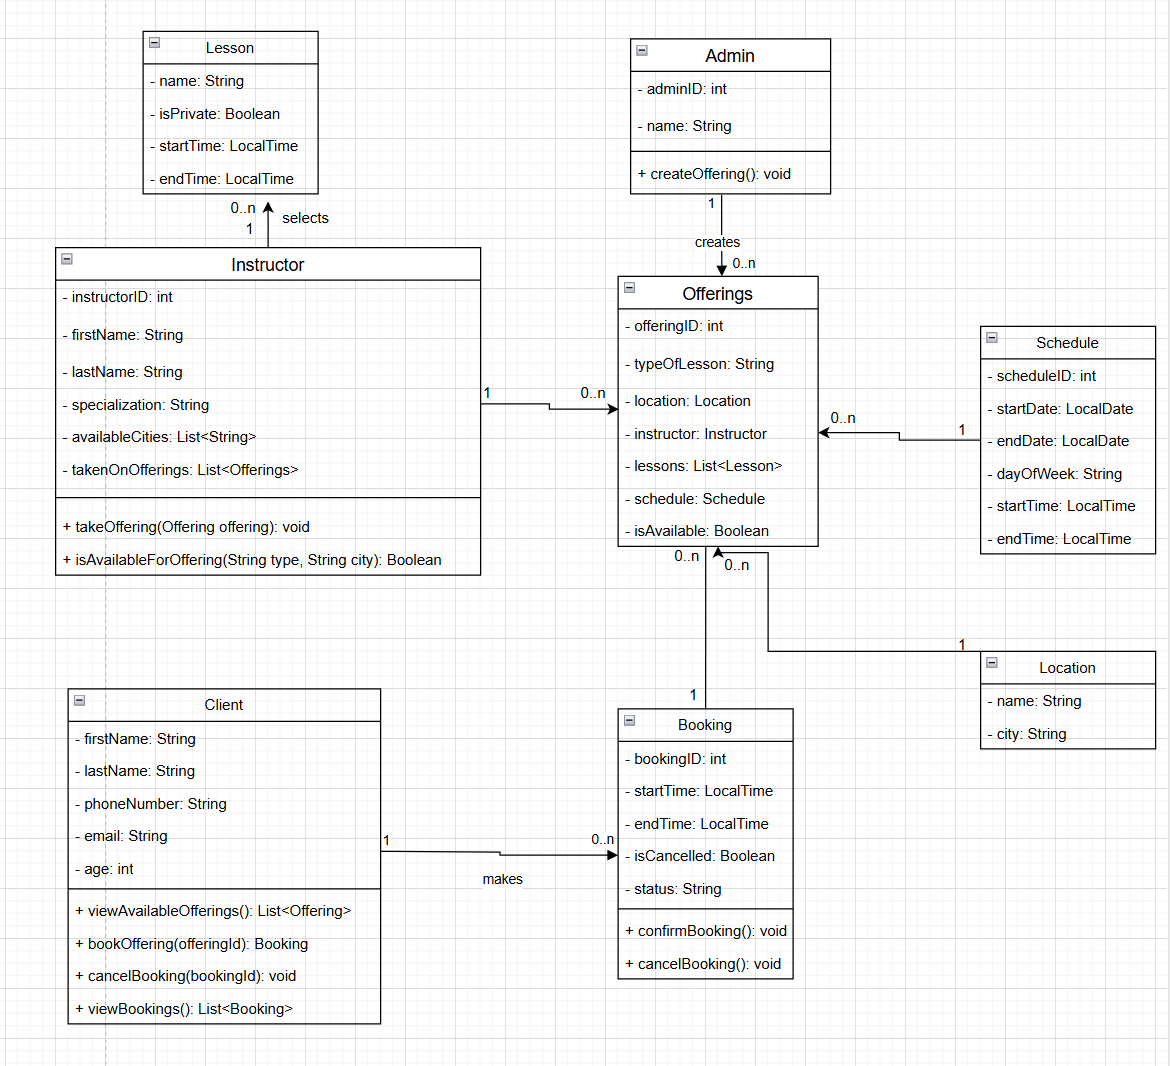 Lesson
- name: String
- isPrivate: Boolean
- startTime: LocalTime
- endTime: LocalTime
0..n
selects
1
Instructor
- instructorID: int
- firstName: String
- lastName: String
- specialization: String
- availableCities: List<String>
- takenOnOfferings: List<Offerings>
+ takeOffering(Offering offering): void
+ isAvailableForOffering(String type, String city): Boolean
1
0..n
Admin
- adminID: int
- name: String
+ createOffering(): void
1
creates
0..n
Offerings
- offeringID: int
- typeOfLesson: String
- location: Location
- instructor: Instructor
- lessons: List<Lesson>
- schedule: Schedule
- isAvailable: Boolean
0..n
1
Schedule
- scheduleID: int
- startDate: LocalDate
- endDate: LocalDate
- dayOfWeek: String
- startTime: LocalTime
- endTime: LocalTime
0..n
0..n
1
1
Location
- name: String
- city: String
Client
- firstName: String
- lastName: String
- phoneNumber: String
- email: String
- age: int
+ viewAvailableOfferings(): List<Offering>
+ bookOffering(offeringId): Booking
+ cancelBooking(bookingId): void
+ viewBookings(): List<Booking>
1
0..n
makes
Booking
- bookingID: int
- startTime: LocalTime
- endTime: LocalTime
- isCancelled: Boolean
- status: String
+ confirmBooking(): void
+ cancelBooking(): void